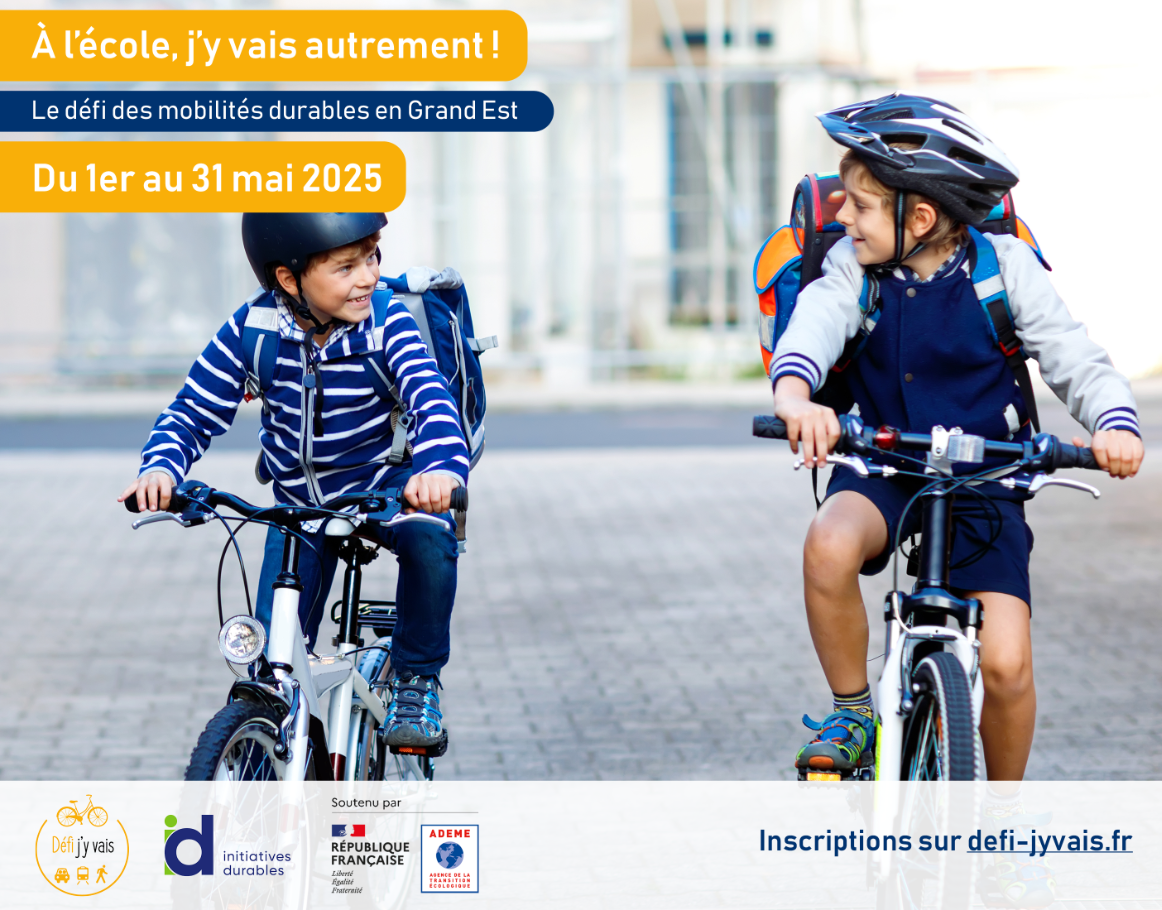 À l'école, j'y vais autrement !
Le défi des mobilités durables en Grand Est
Du 1er au 31 mai 2025
Défi j'y vais
id initiatives
durables
Soutenu par
RÉPUBLIQUE
FRANÇAISE
Liberté
Égalité
Fraternité
ADEME
AGENCE DE LA
TRANSITION
ÉCOLOGIQUE
Inscriptions sur defi-jyvais.fr